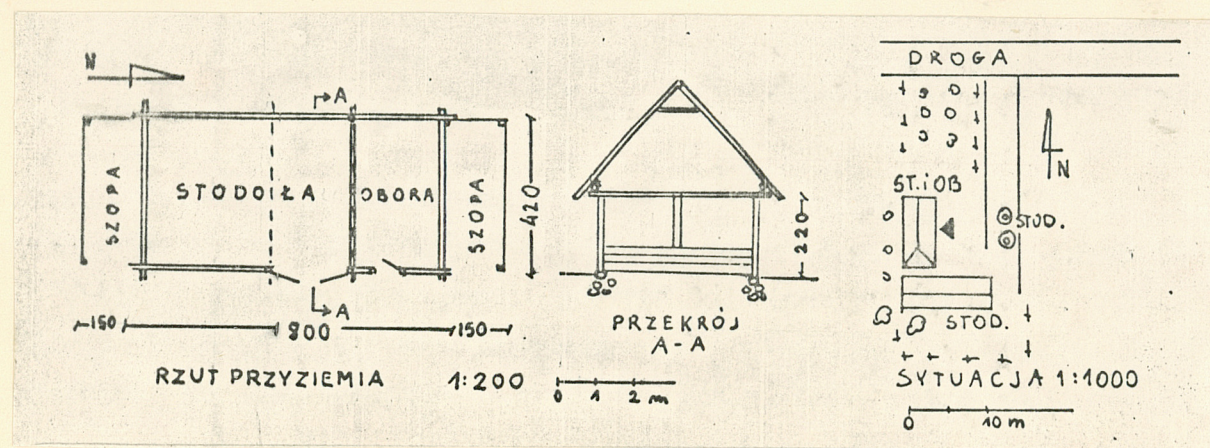 N
A
SZOPA
STODOŁA
OBORA
SZOPA
420
A
150
800
150
RZUT PRZYZIEMIA
1:200
0 1 2 m
220
PRZEKRÓJ
A-A
DROGA
N
ST. i OB
STUD.
STOD.
SYTUACJA 1:1000
0 10 m